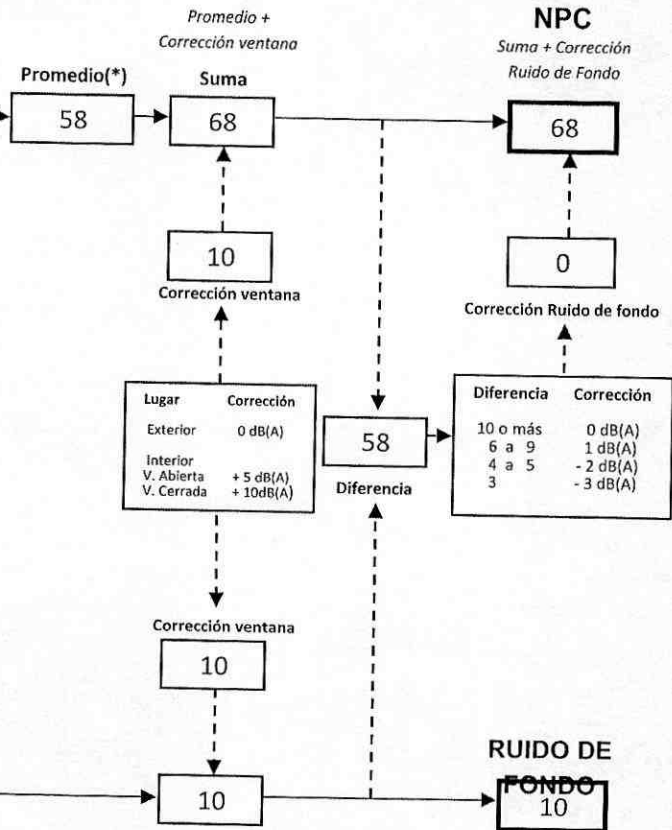 Promedio +
Corrección ventana
NPC
Suma + Corrección
Ruido de Fondo
Promedio(*)
Suma
58
68
68
10
0
Corrección ventana
Corrección Ruido de fondo
Lugar Corrección
Exterior 0 dB(A)
Interior
V. Abierta + 5 dB(A)
V. Cerrada + 10dB(A)
58
Diferencia
Diferencia Corrección
10 o más 0 dB(A)
6 a 9 1 dB(A)
4 a 5 - 2 dB(A)
3 - 3 dB(A)
Corrección ventana
10
RUIDO DE
FONDO
10
10